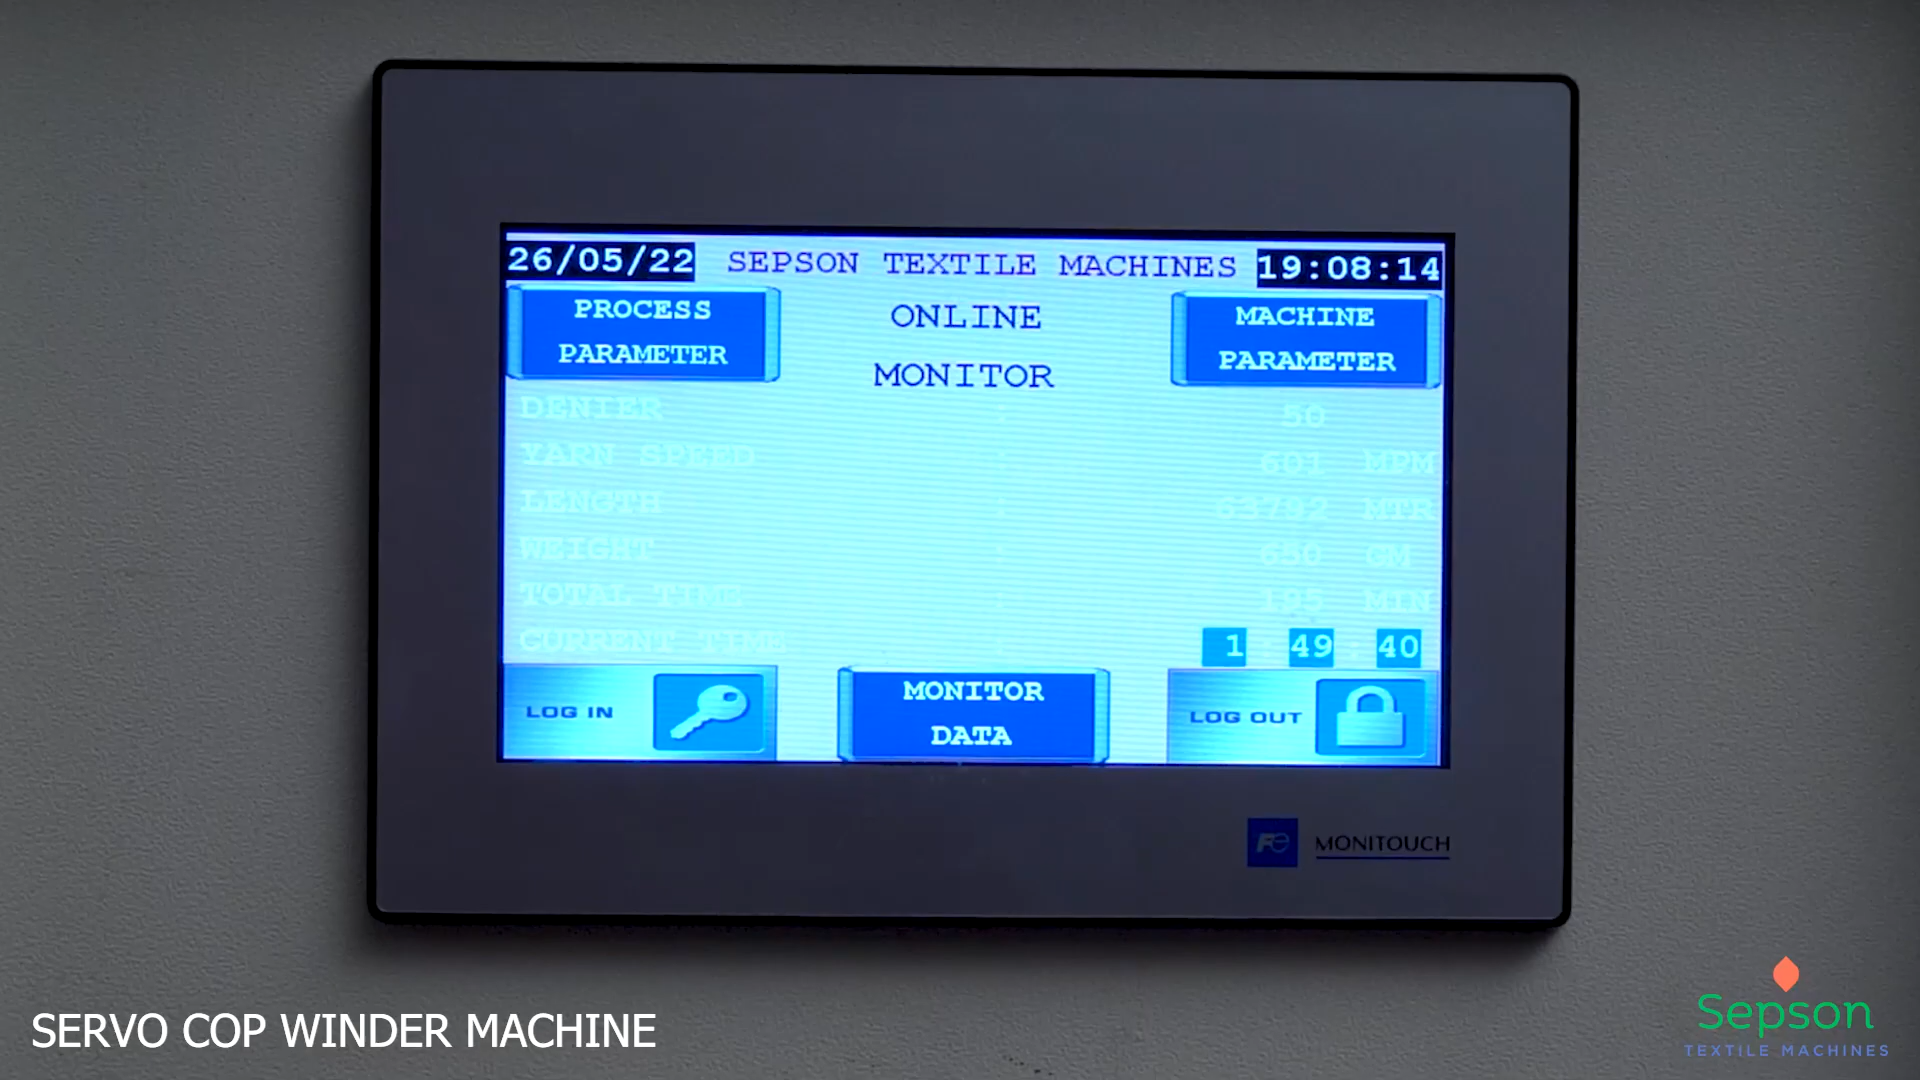 26/05/22 SEPSON TEXTILE MACHINES 19:08:14
PROCESS PARAMETER
ONLINE MONITOR
MACHINE PARAMETER
DENIER : 50
YARN SPEED : 601 MPM
LENGTH : 63792 MTR
WEIGHT : 650 GM
TOTAL TIME : 195 MIN
CURRENT TIME : 1 : 49 : 40
LOG IN
MONITOR DATA
LOG OUT
Fe MONITOUCH
SERVO COP WINDER MACHINE
Sepson
TEXTILE MACHINES